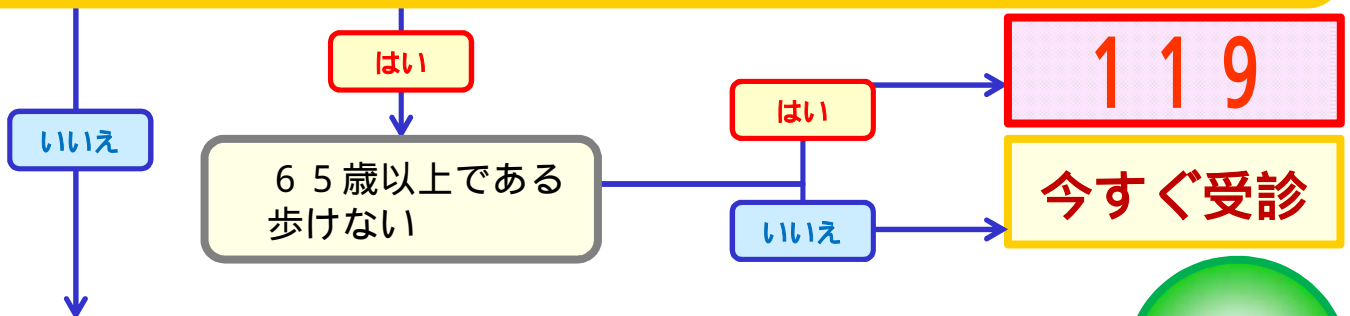 はい
１１９
はい
いいえ
６５歳以上である
歩けない
今すぐ受診
いいえ